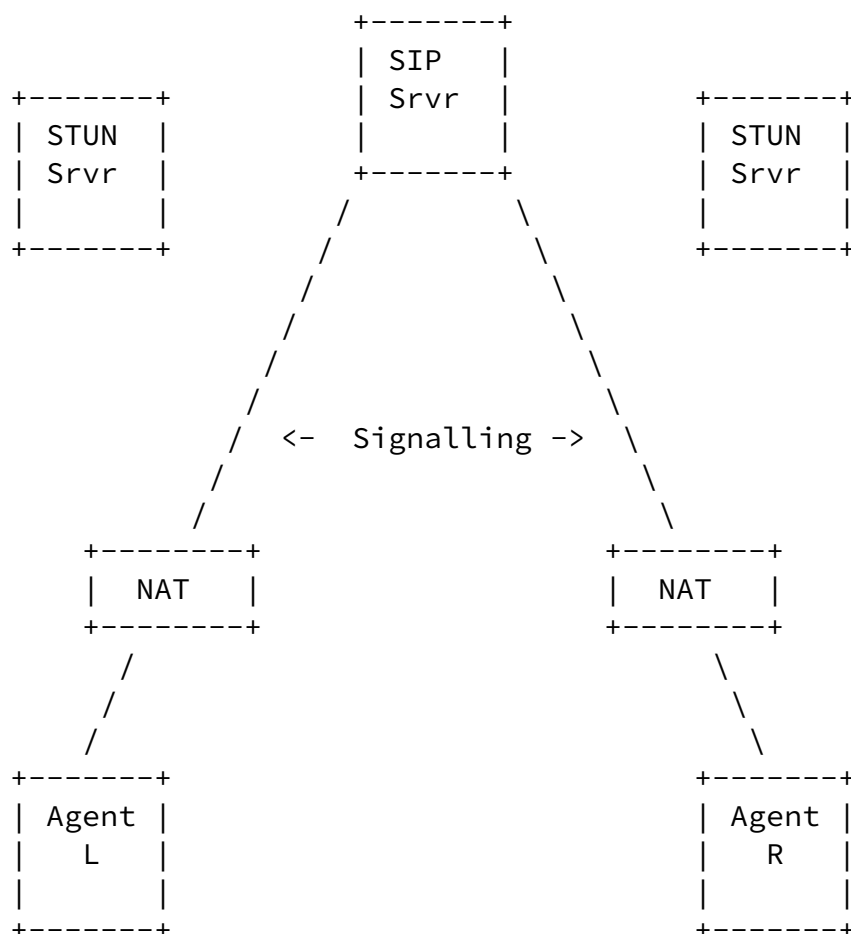 SIP
Srvr
STUN
Srvr
STUN
Srvr
<- Signalling ->
NAT
NAT
Agent
L
Agent
R